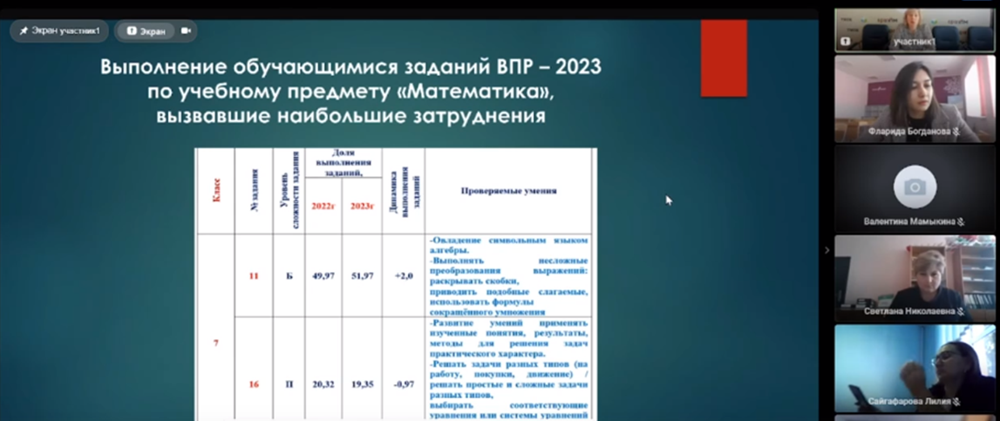 Экран участник1
Экран
Выполнение обучающимися заданий ВПР – 2023
по учебному предмету «Математика»,
вызвавшие наибольшие затруднения
Класс
№ задания
Уровень
сложности задания
Доля
выполнения
заданий,
2022г
2023г
Динамика
выполнения
заданий
Проверяемые умения
7
11
Б
49,97
51,97
+2,0
-Овладение символьным языком
алгебры.
-Выполнять несложные
преобразования выражений:
раскрывать скобки,
приводить подобные слагаемые,
использовать формулы
сокращённого умножения
16
П
20,32
19,35
-0,97
-Развитие умений применять
изученные понятия, результаты,
методы для решения задач
практического характера.
-Решать задачи разных типов (на
работу, покупки, движение) /
решать простые и сложные задачи
разных типов,
выбирать соответствующие
уравнения или системы уравнений
участник1
Фларида Богданова
Валентина Мамыкина
Светлана Николаевна
Сайгафарова Лилия